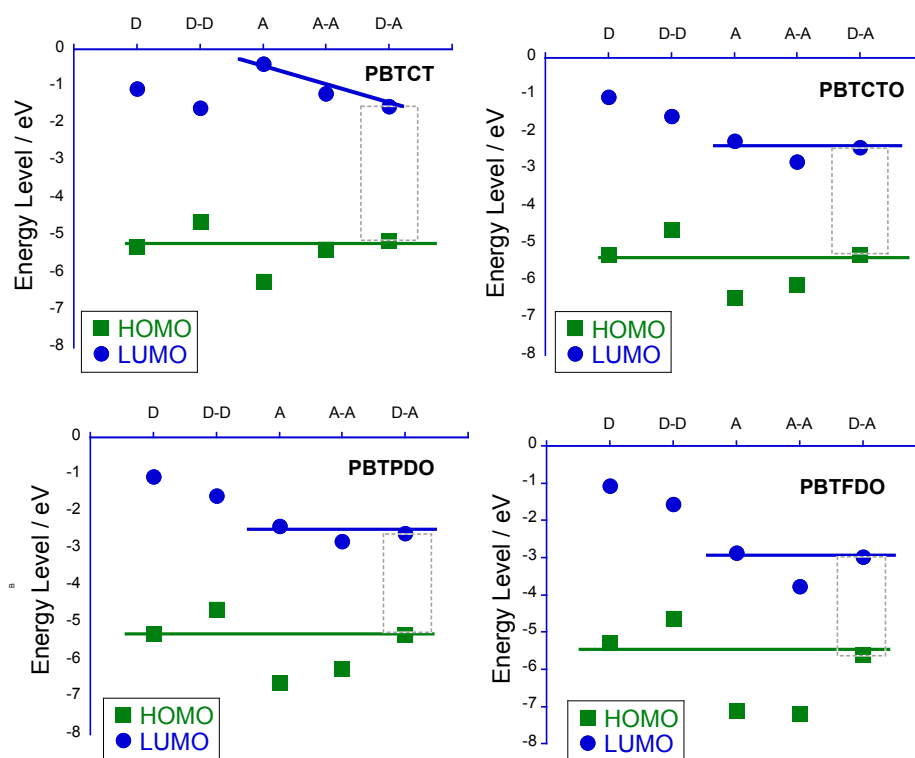 D D-D A A-A D-A
0
-1
-2
-3
-4
-5
-6
-7
-8
Energy Level / eV
PBTCT
HOMO
LUMO
D D-D A A-A D-A
0
-1
-2
-3
-4
-5
-6
-7
-8
Energy Level / eV
PBTCTO
HOMO
LUMO
D D-D A A-A D-A
0
-1
-2
-3
-4
-5
-6
-7
-8
Energy Level / eV
B
PBTPDO
HOMO
LUMO
D D-D A A-A D-A
0
-1
-2
-3
-4
-5
-6
-7
-8
Energy Level / eV
PBTFDO
HOMO
LUMO